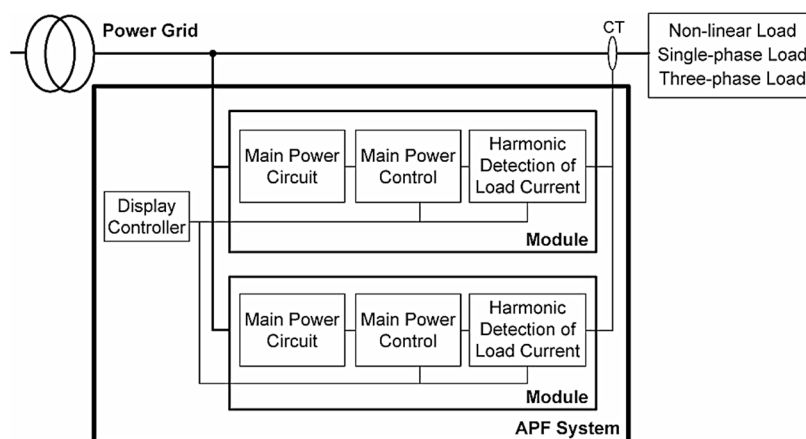 Power Grid
CT
Non-linear Load
Single-phase Load
Three-phase Load
Main Power
Circuit
Main Power
Control
Harmonic
Detection of
Load Current
Display
Controller
Module
Main Power
Circuit
Main Power
Control
Harmonic
Detection of
Load Current
Module
APF System